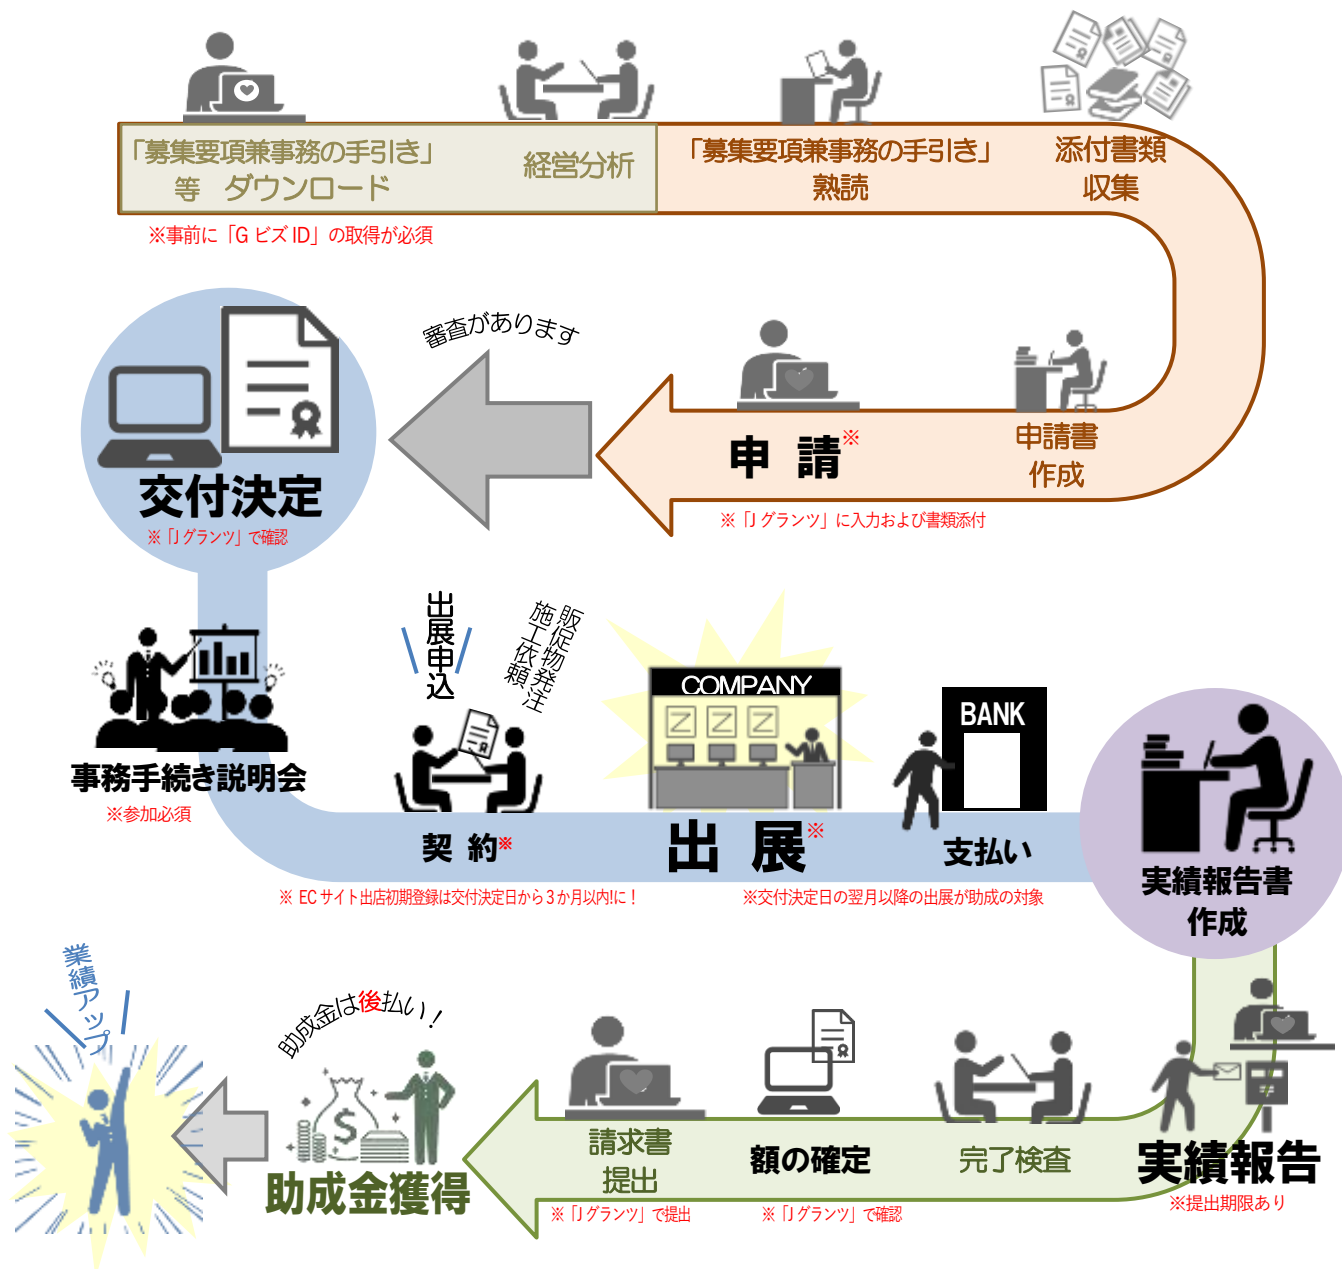 「募集要項兼事務の手引き」
等　ダウンロード
経営分析
「募集要項兼事務の手引き」
熟読
添付書類
収集
※事前に「GビズID」の取得が必須
審査があります
申請書
作成
申 請※
※「Jグランツ」に入力および書類添付
交付決定
※「Jグランツ」で確認
事務手続き説明会
※参加必須
出展申込
販促物発注
施工依頼
契 約※
※ ECサイト出店初期登録は交付決定日から3か月以内!に！
COMPANY
出 展※
※交付決定日の翌月以降の出展が助成の対象
BANK
支払い
実績報告書
作成
実績報告
※提出期限あり
完了検査
額の確定
※「Jグランツ」で確認
請求書
提出
※「Jグランツ」で提出
助成金は後払い！
$
助成金獲得
業績アップ